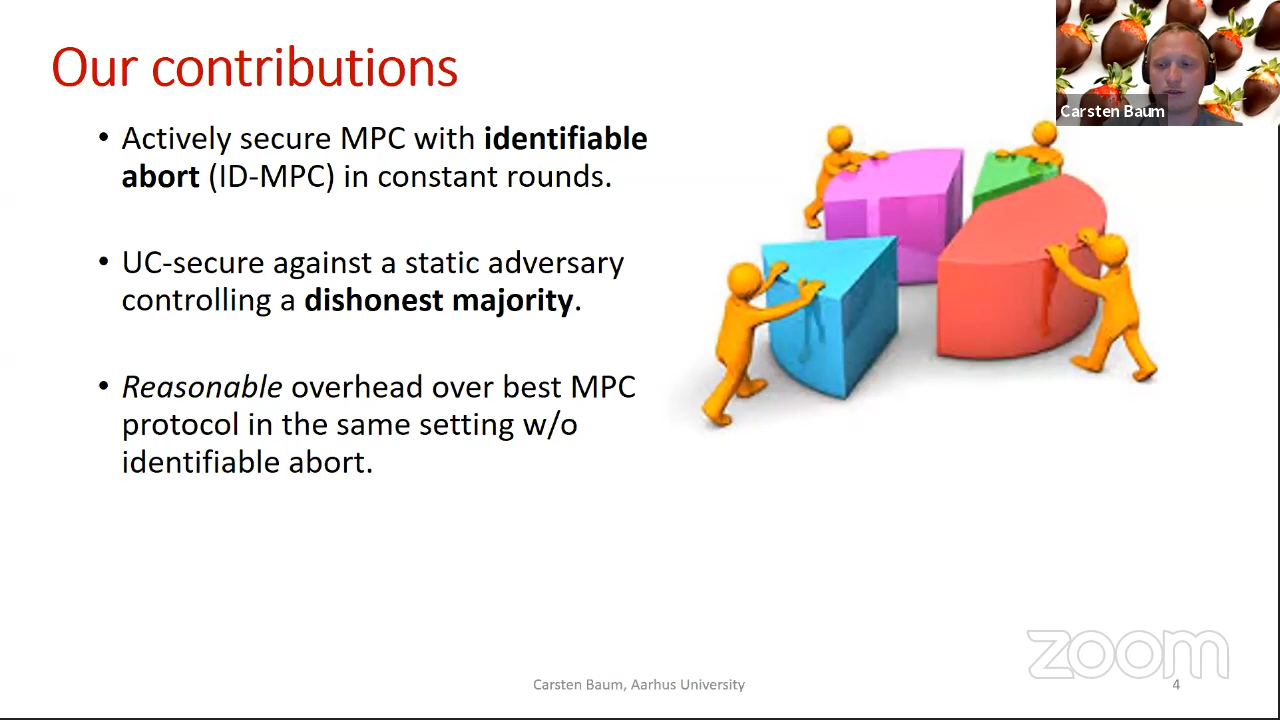 Our contributions
Carsten Baum
• Actively secure MPC with identifiable
abort (ID-MPC) in constant rounds.
• UC-secure against a static adversary
controlling a dishonest majority.
• Reasonable overhead over best MPC
protocol in the same setting w/o
identifiable abort.
zoom
Carsten Baum, Aarhus University
4